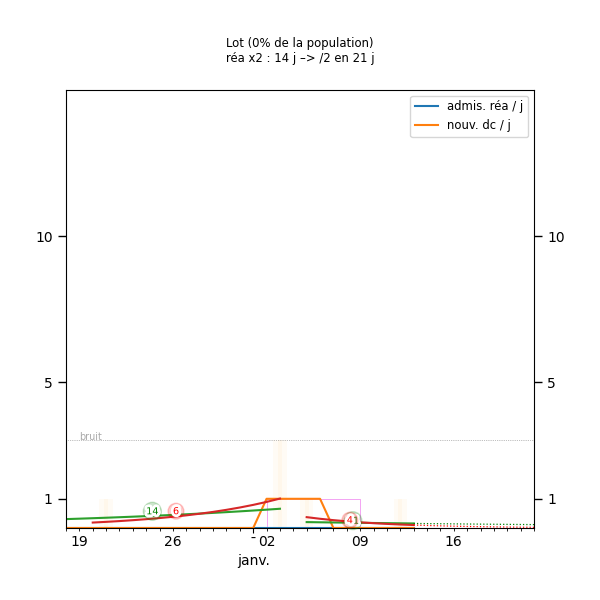 Lot (0% de la population)
réa x2 : 14 j –> /2 en 21 j
admis. réa / j
nouv. dc / j
10 10
5 5
bruit
1 1
14 6 4
19 26 - 02 09 16
janv.